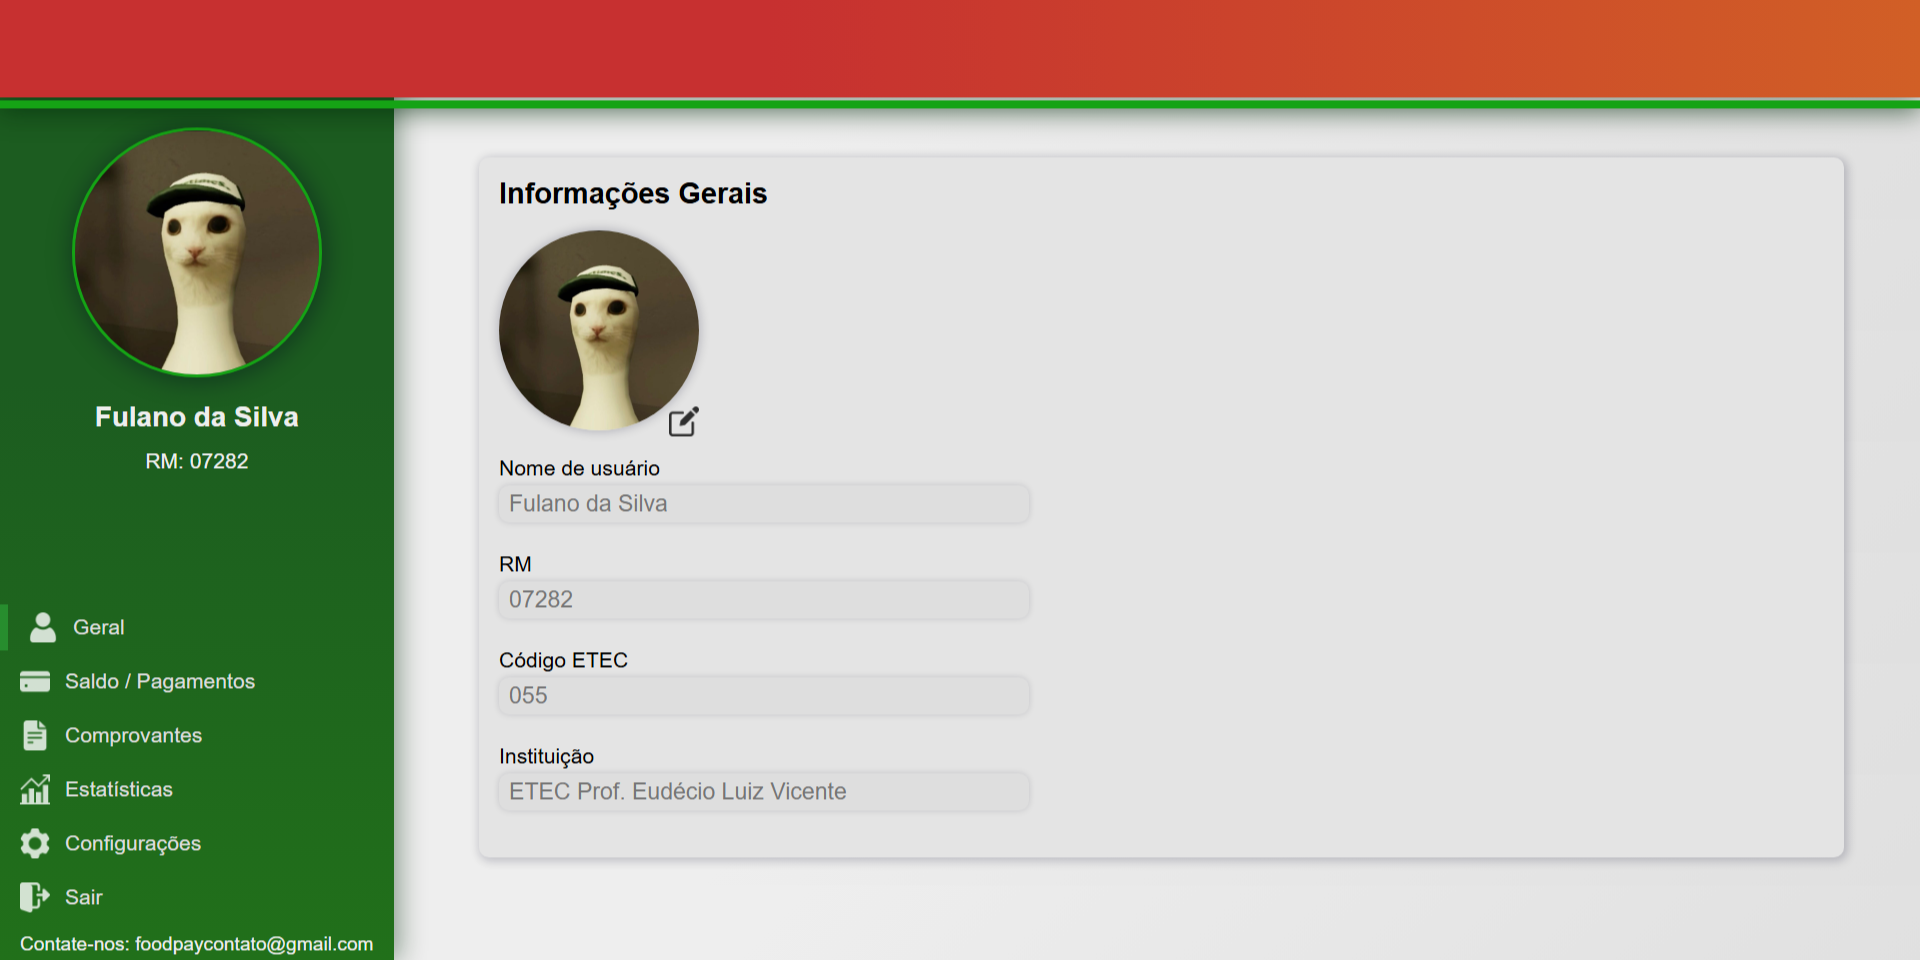 Fulano da Silva
RM: 07282
Geral
Saldo / Pagamentos
Comprovantes
Estatísticas
Configurações
Sair
Contate-nos: foodpaycontato@gmail.com
Informações Gerais
Nome de usuário
Fulano da Silva
RM
07282
Código ETEC
055
Instituição
ETEC Prof. Eudécio Luiz Vicente